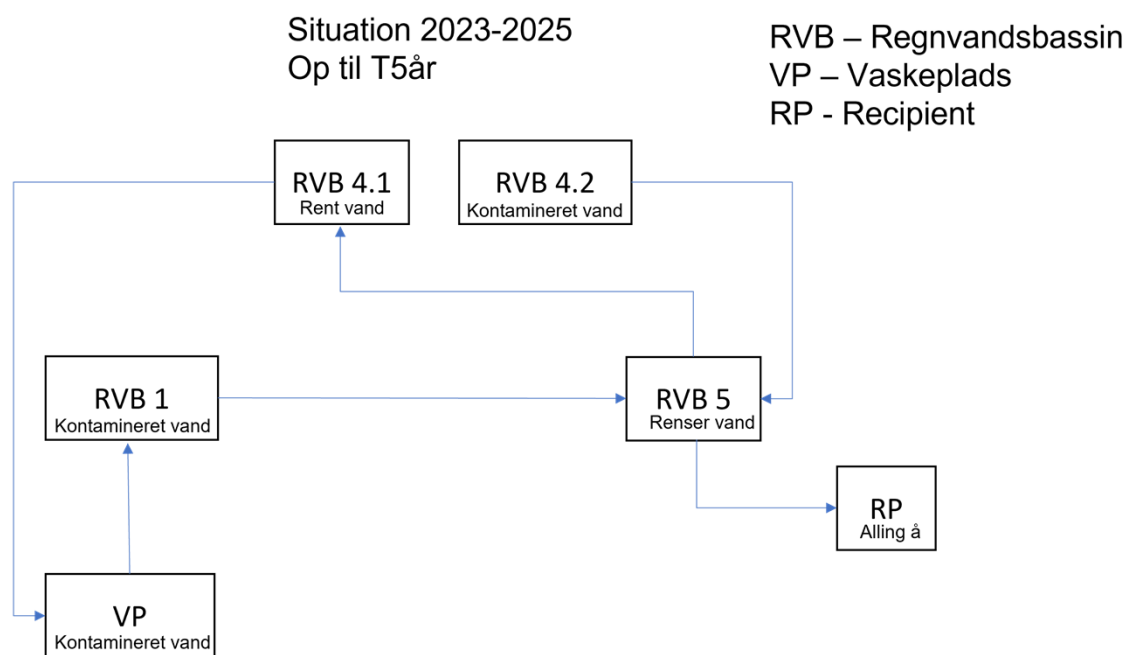 Situation 2023-2025
Op til T5år
RVB – Regnvandsbassin
VP – Vaskeplads
RP - Recipient
RVB 4.1
Rent vand
RVB 4.2
Kontamineret vand
RVB 1
Kontamineret vand
RVB 5
Renser vand
RP
Alling å
VP
Kontamineret vand